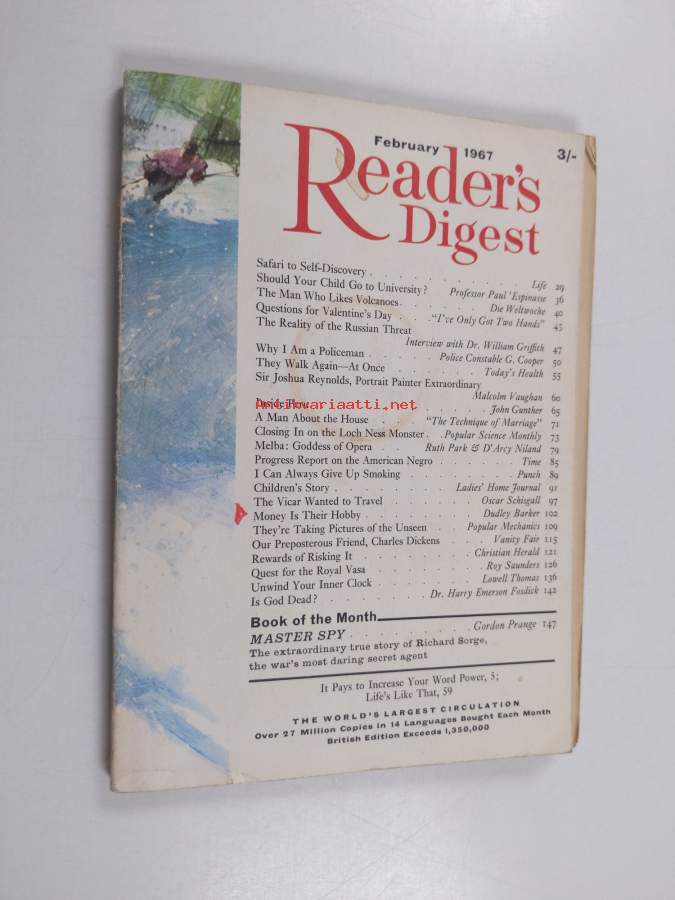 February 1967 3/-
Reader's
Digest
Safari to Self-Discovery . . . . . . . . . . Life 29
Should Your Child Go to University? Professor Paul 'Espinasse 36
The Man Who Likes Volcanoes . . . . . . Die Weltwoche 40
Questions for Valentine's Day . . . "I've Only Got Two Hands" 45
The Reality of the Russian Threat
Interview with Dr. William Griffith 47
Why I Am a Policeman . . . . . Police Constable G. Cooper 50
They Walk Again—At Once . . . . . . . Today's Health 55
Sir Joshua Reynolds, Portrait Painter Extraordinary
Malcolm Vaughan 60
Inside Peru . . . . . . . . . . John Gunther 65
antikvariaatti.net
A Man About the House . . . "The Technique of Marriage" 71
Closing In on the Loch Ness Monster . Popular Science Monthly 73
Melba: Goddess of Opera . . Ruth Park & D'Arcy Niland 79
Progress Report on the American Negro . . . . . . Time 85
I Can Always Give Up Smoking . . . . . . . . Punch 89
Children's Story . . . . . . . . Ladies' Home Journal 91
The Vicar Wanted to Travel . . . . . . Oscar Schisgall 97
Money Is Their Hobby . . . . . . . . Dudley Barker 102
They're Taking Pictures of the Unseen . . Popular Mechanics 109
Our Preposterous Friend, Charles Dickens . . . . Vanity Fair 115
Rewards of Risking It . . . . . . . Christian Herald 121
Quest for the Royal Vasa . . . . . . . . Roy Saunders 126
Unwind Your Inner Clock . . . . . . . Lowell Thomas 136
Is God Dead? . . . . . . Dr. Harry Emerson Fosdick 142
Book of the Month
MASTER SPY . . . . . . . . . Gordon Prange 147
The extraordinary true story of Richard Sorge,
the war's most daring secret agent
It Pays to Increase Your Word Power, 5;
Life's Like That, 59
THE WORLD'S LARGEST CIRCULATION
Over 27 Million Copies in 14 Languages Bought Each Month
British Edition Exceeds 1,350,000